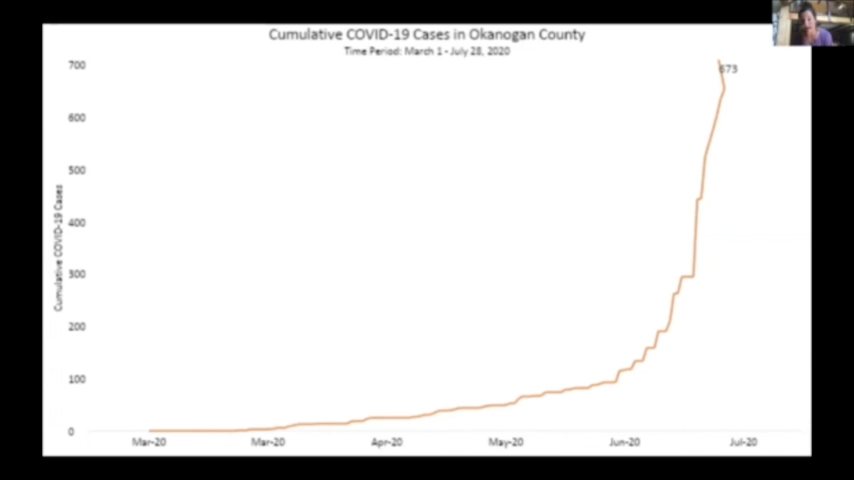 Cumulative COVID-19 Cases in Okanogan County
Time Period: March 1 - July 28, 2020
673
700
600
500
400
300
200
100
0
Cumulative COVID-19 Cases
Mar-20 Mar-20 Apr-20 May-20 Jun-20 Jul-20